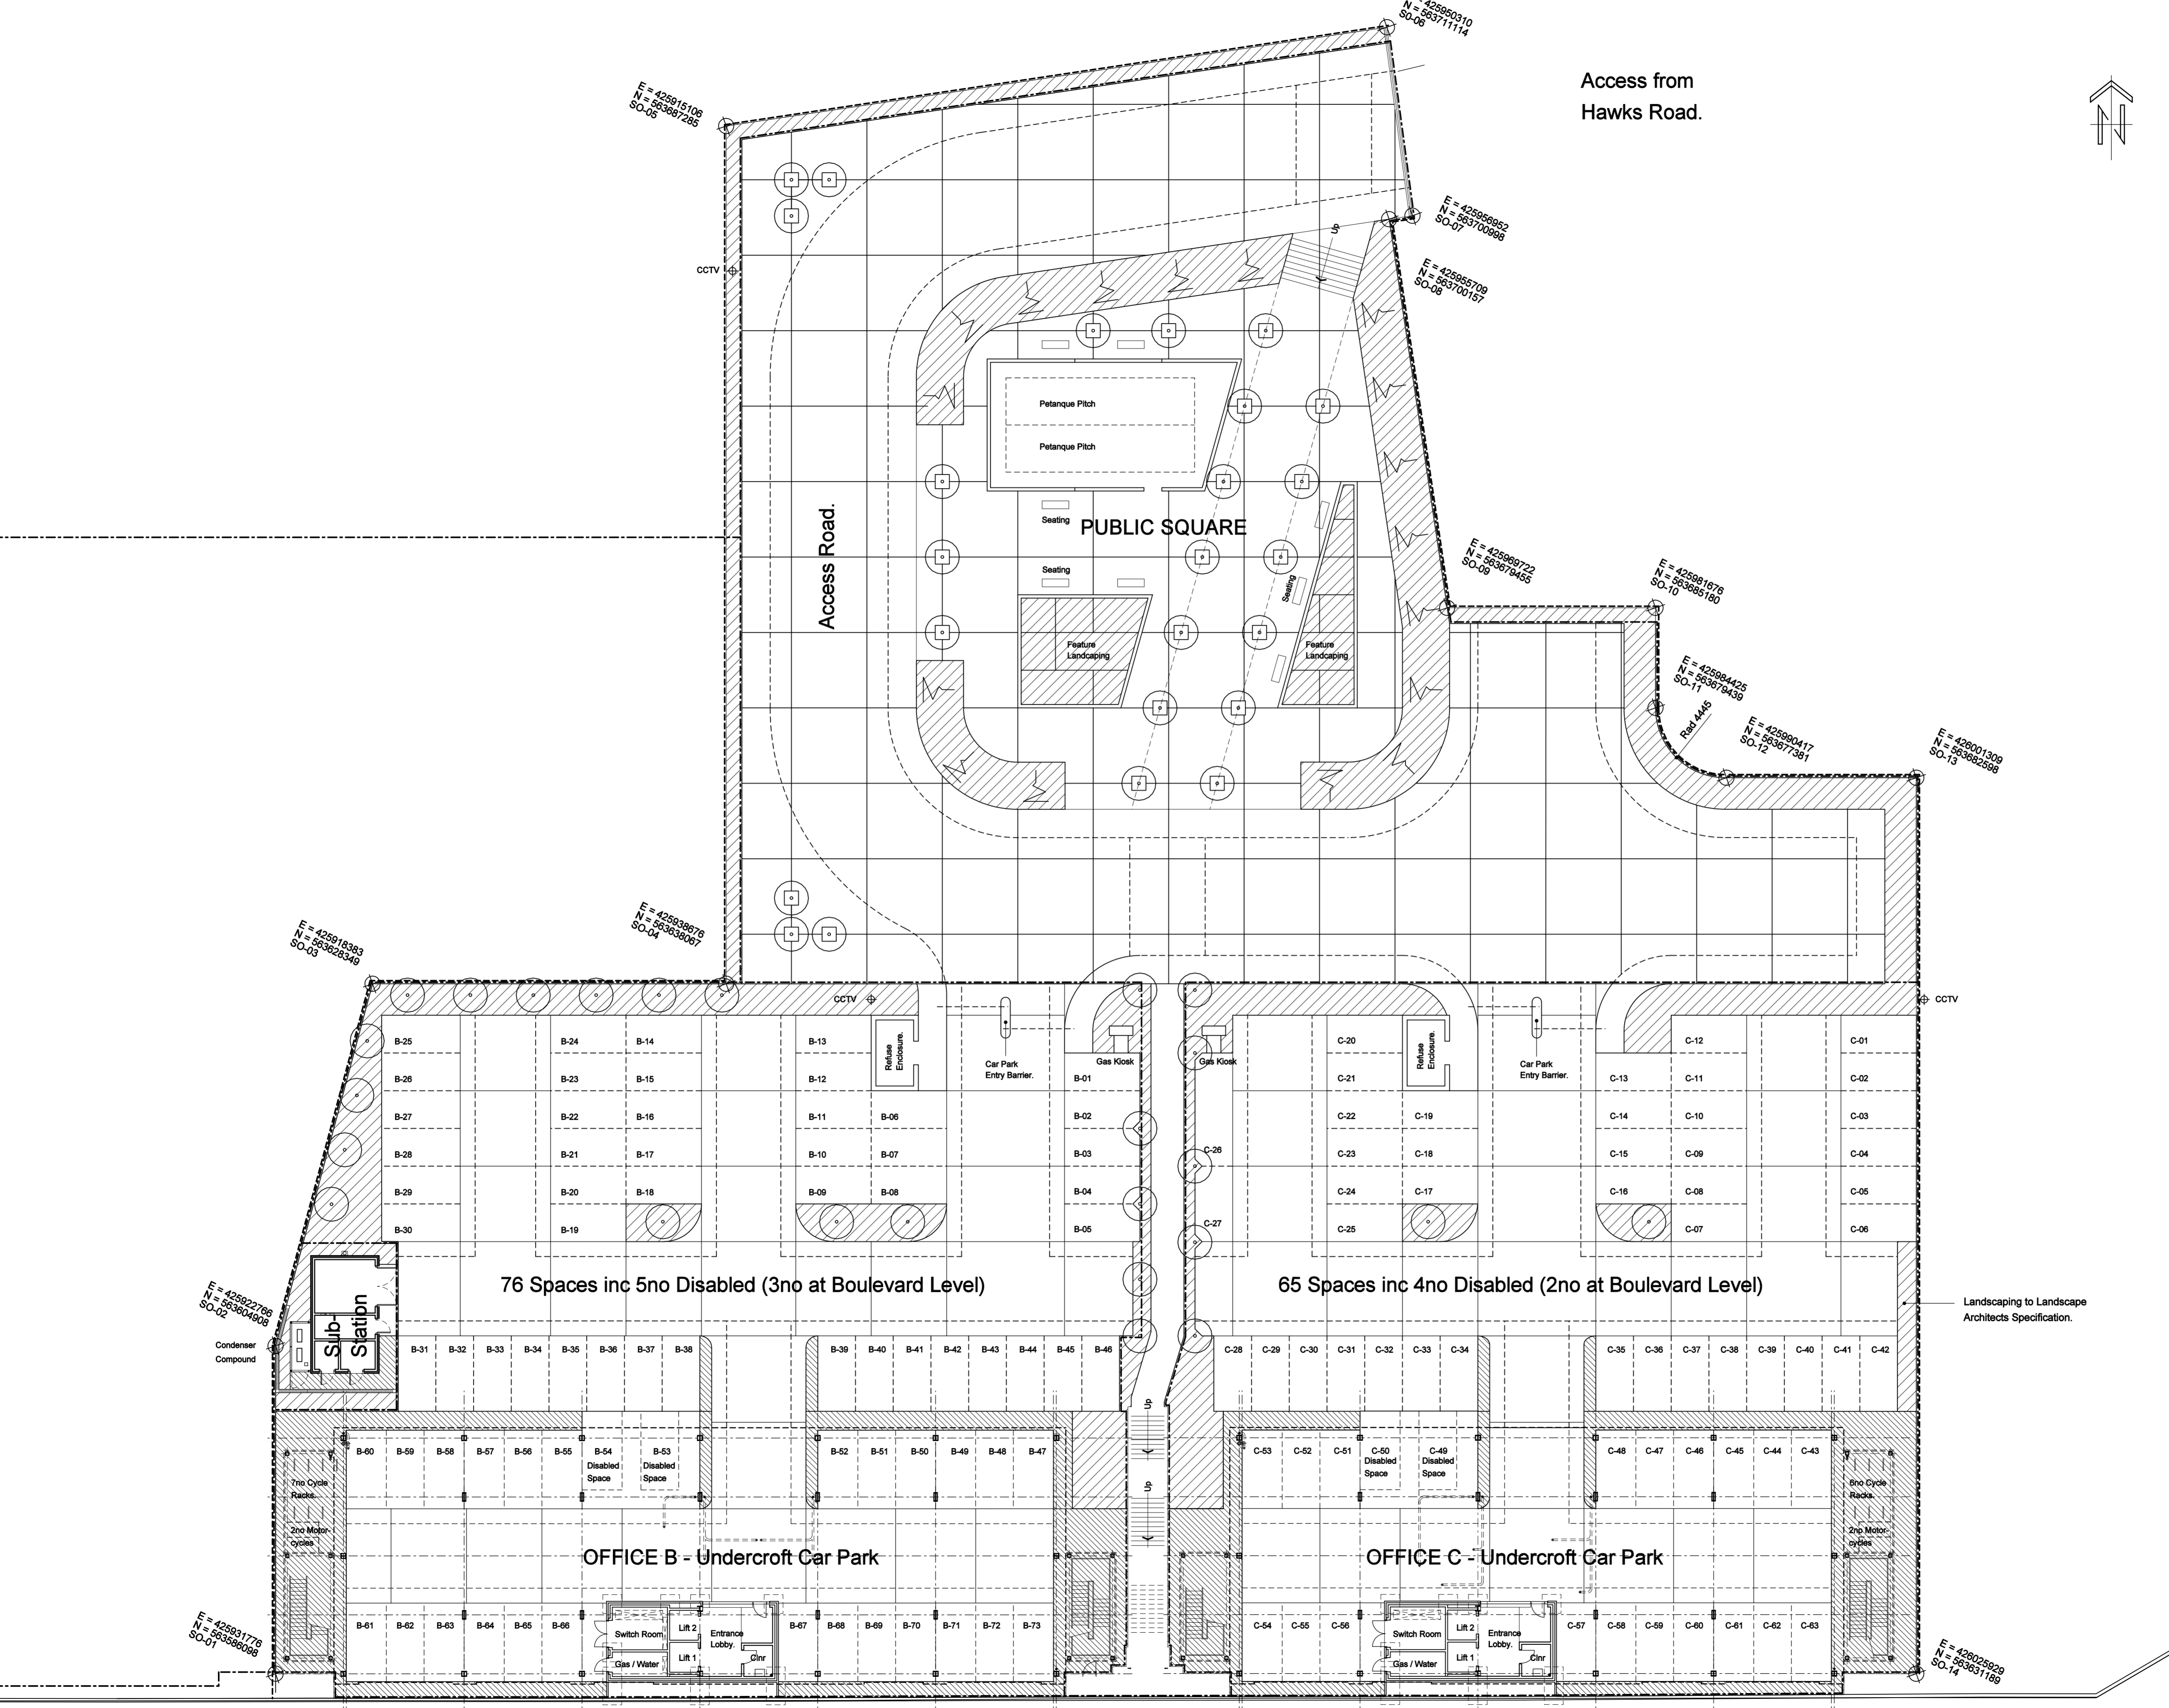 E = 425950310
N = 563711114
S0-06
Access from
Hawks Road.
N
E = 425915106
N = 563687285
SO-05
E = 425956952
N = 563700998
SO-07
Up
CCTV
E = 425955709
N = 563700157
SO-08
Petanque Pitch
Petanque Pitch
Access Road.
Seating
PUBLIC SQUARE
Seating
Seating
E = 425969722
N = 563679455
SO-09
E = 425981676
N = 563685180
SO-10
Feature
Landcaping
Feature
Landcaping
E = 425984425
N = 563679439
SO-11
Rad 4445
E = 425990417
N = 563677381
SO-12
E = 426001309
N = 563682598
SO-13
E = 425918383
N = 563628349
SO-03
E = 425938676
N = 563638067
SO-04
CCTV
CCTV
B-25
B-24
B-14
B-13
Refuse
Enclosure.
Car Park
Entry Barrier.
Gas Kiosk
Gas Kiosk
C-20
Refuse
Enclosure.
Car Park
Entry Barrier.
C-12
C-01
B-26
B-23
B-15
B-12
B-01
C-21
C-13
C-11
C-02
B-27
B-22
B-16
B-11
B-06
B-02
C-22
C-19
C-14
C-10
C-03
B-28
B-21
B-17
B-10
B-07
B-03
C-26
C-23
C-18
C-15
C-09
C-04
B-29
B-20
B-18
B-09
B-08
B-04
C-24
C-17
C-16
C-08
C-05
B-30
B-19
B-05
C-27
C-25
C-07
C-06
76 Spaces inc 5no Disabled (3no at Boulevard Level)
65 Spaces inc 4no Disabled (2no at Boulevard Level)
E = 425922766
N = 563604908
SO-02
Sub-
Station
Landscaping to Landscape
Architects Specification.
Condenser
Compound
B-31
B-32
B-33
B-34
B-35
B-36
B-37
B-38
B-39
B-40
B-41
B-42
B-43
B-44
B-45
B-46
C-28
C-29
C-30
C-31
C-32
C-33
C-34
C-35
C-36
C-37
C-38
C-39
C-40
C-41
C-42
Up
B-60
B-59
B-58
B-57
B-56
B-55
B-54
Disabled
Space
B-53
Disabled
Space
B-52
B-51
B-50
B-49
B-48
B-47
C-53
C-52
C-51
C-50
Disabled
Space
C-49
Disabled
Space
C-48
C-47
C-46
C-45
C-44
C-43
7no Cycle
Racks.
Up
6no Cycle
Racks.
2no Motor-
cycles
2no Motor-
cycles
OFFICE B - Undercroft Car Park
OFFICE C - Undercroft Car Park
E = 425931776
N = 563586098
SO-01
B-61
B-62
B-63
B-64
B-65
B-66
Switch Room
Lift 2
Entrance
Lobby.
Gas / Water
Lift 1
Clnr
B-67
B-68
B-69
B-70
B-71
B-72
B-73
C-54
C-55
C-56
Switch Room
Lift 2
Entrance
Lobby.
Gas / Water
Lift 1
Clnr
C-57
C-58
C-59
C-60
C-61
C-62
C-63
E = 426025929
N = 563631189
SO-14